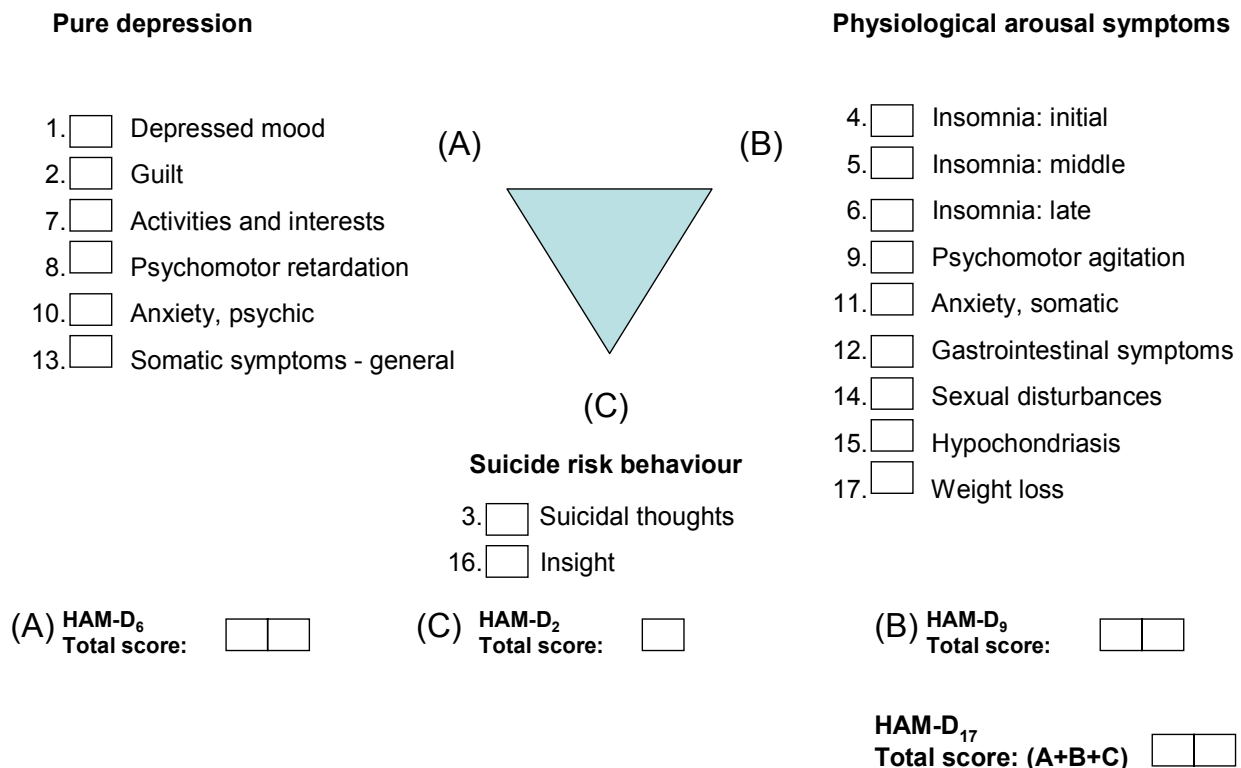 Pure depression
1. Depressed mood
2. Guilt
7. Activities and interests
8. Psychomotor retardation
10. Anxiety, psychic
13. Somatic symptoms - general
(A)
(B)
(C)
Physiological arousal symptoms
4. Insomnia: initial
5. Insomnia: middle
6. Insomnia: late
9. Psychomotor agitation
11. Anxiety, somatic
12. Gastrointestinal symptoms
14. Sexual disturbances
15. Hypochondriasis
17. Weight loss
Suicide risk behaviour
3. Suicidal thoughts
16. Insight
(A) HAM-D₆
Total score:
(C) HAM-D₂
Total score:
(B) HAM-D₉
Total score:
HAM-D₁₇
Total score: (A+B+C)